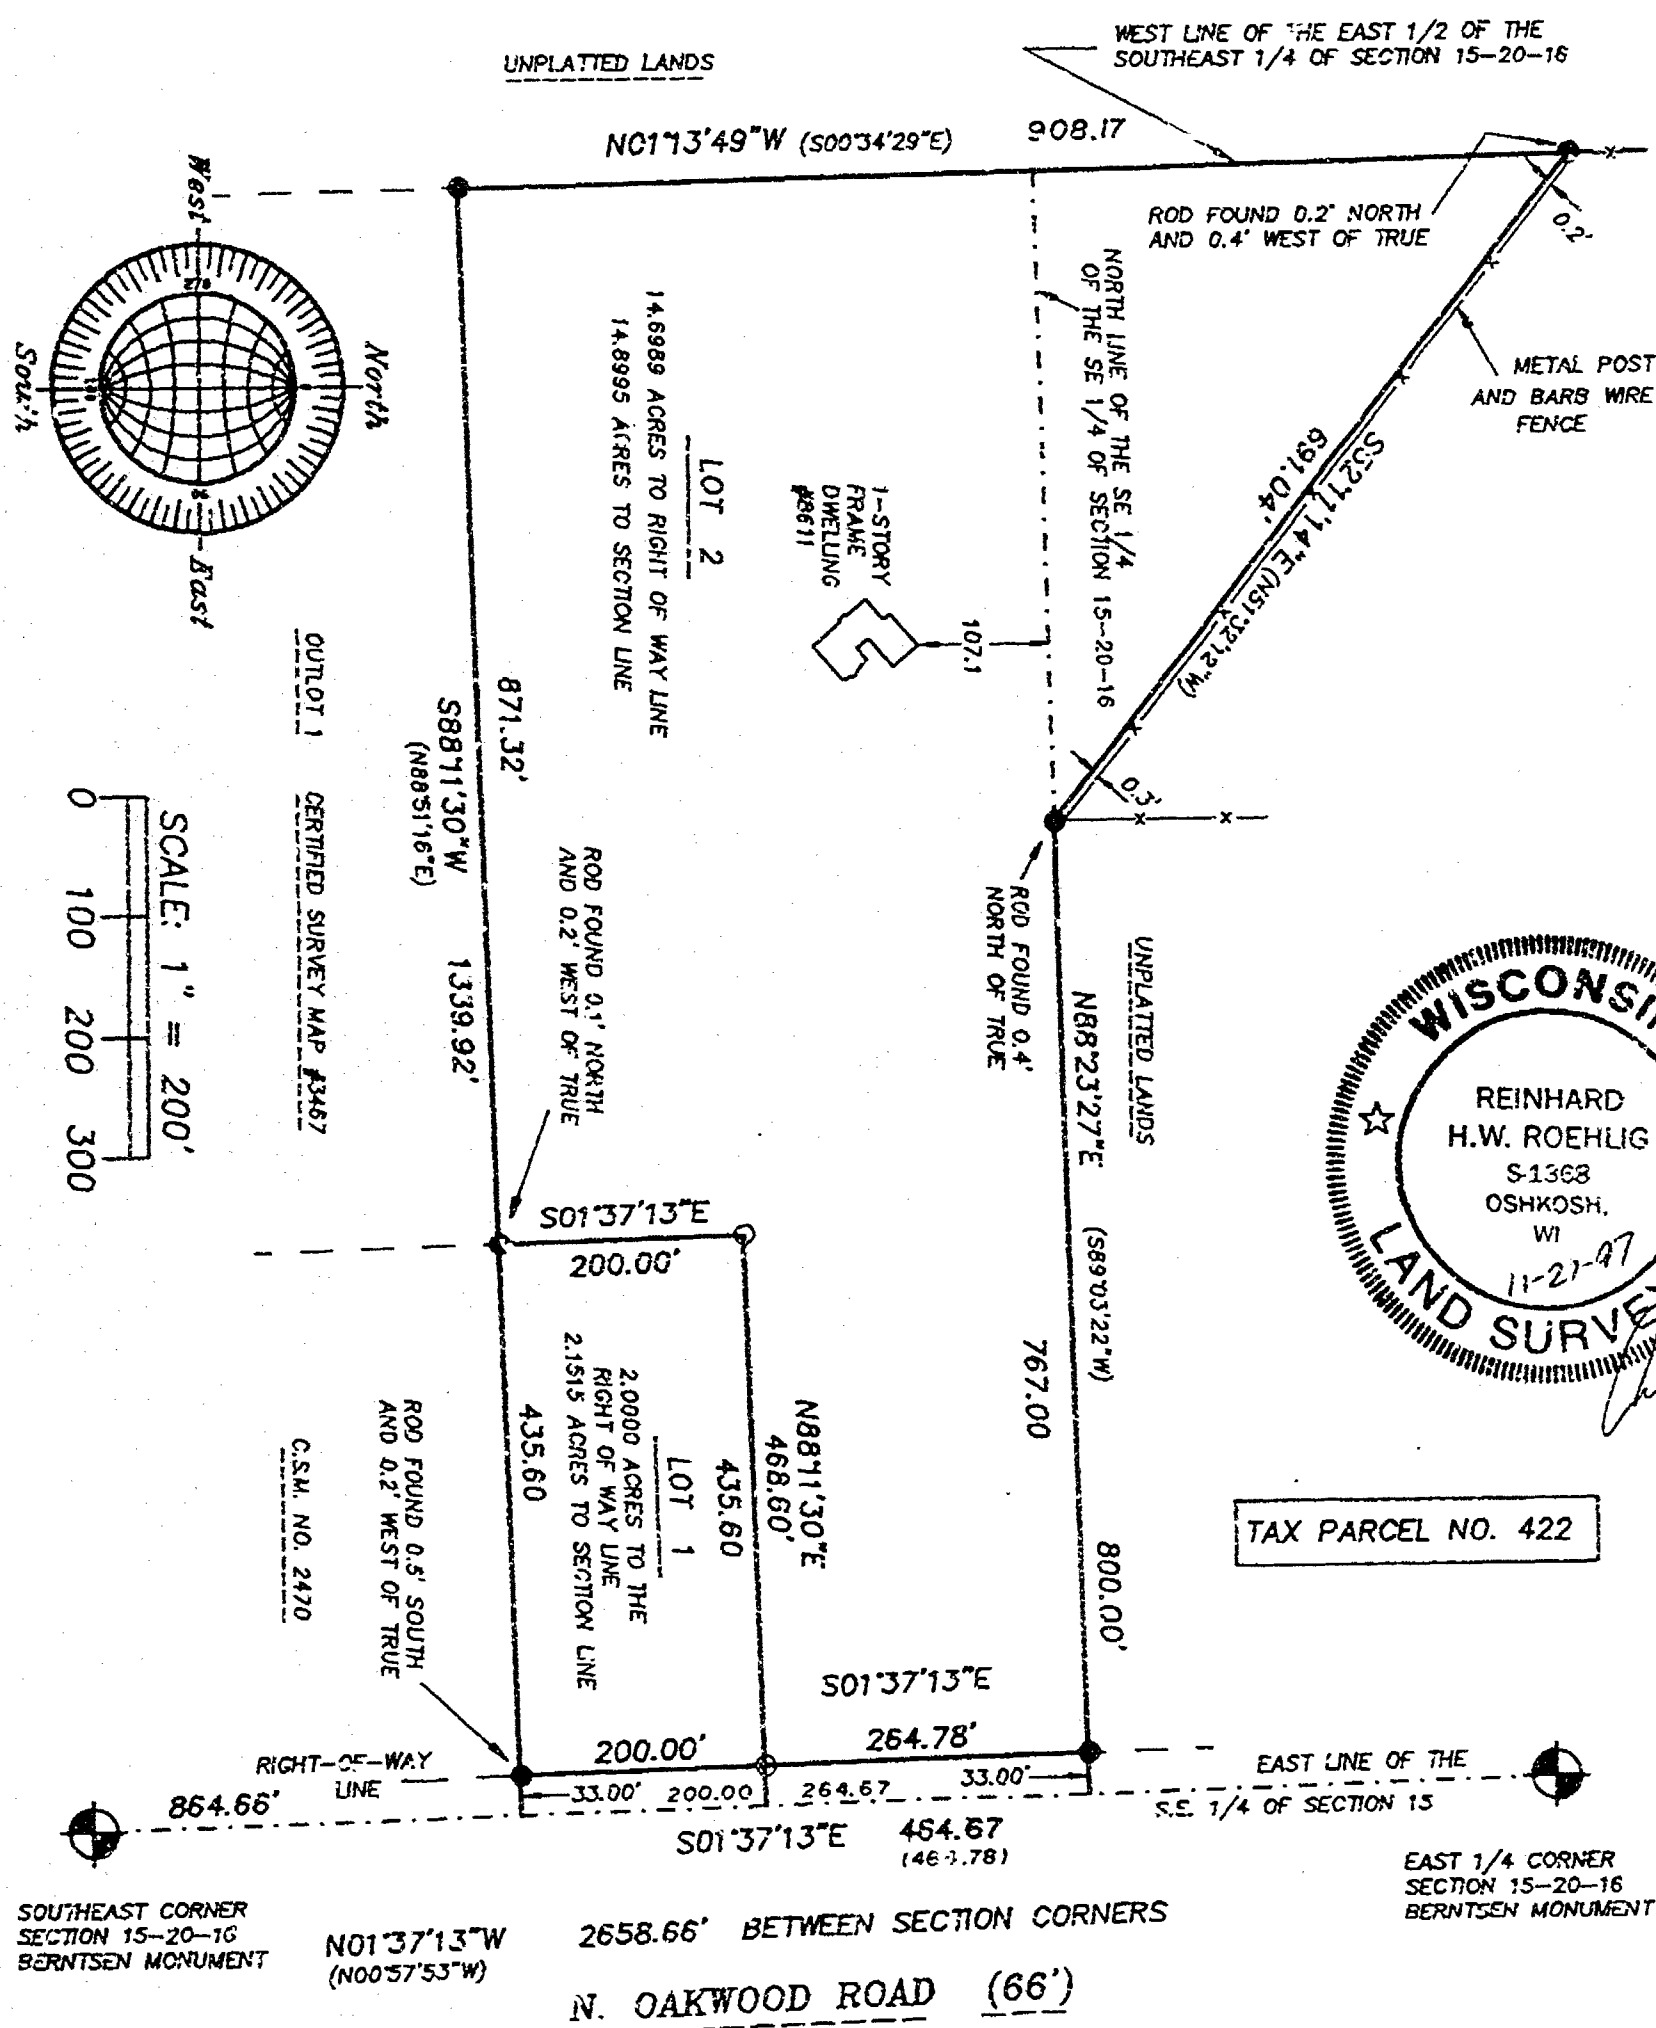 WEST LINE OF THE EAST 1/2 OF THE
SOUTHEAST 1/4 OF SECTION 15-20-16
UNPLATTED LANDS
N01°13'49"W (S00°34'29"E) 908.17
ROD FOUND 0.2' NORTH
AND 0.4' WEST OF TRUE
0.2'
METAL POST
AND BARB WIRE
FENCE
S52°11'14"E (N51°32'12"W)
691.04'
0.3'
NORTH LINE OF THE SE 1/4
OF THE SE 1/4 OF SECTION 15-20-16
West
North
South
East
LOT 2
14.6989 ACRES TO RIGHT OF WAY LINE
14.8995 ACRES TO SECTION LINE
1-STORY
FRAME
DWELLING
#8611
107.1
OUTLOT 1 CERTIFIED SURVEY MAP #3467
871.32'
S88°11'30"W 1339.92'
(N88°51'16"E)
SCALE: 1" = 200'
0 100 200 300
ROD FOUND 0.1' NORTH
AND 0.2' WEST OF TRUE
ROD FOUND 0.4'
NORTH OF TRUE
UNPLATTED LANDS
N88°23'27"E (S89°03'22"W)
767.00
800.00'
WISCONSIN
REINHARD
H.W. ROEHLIG
S-1368
OSHKOSH,
WI
11-21-97
LAND SURVE
S01°37'13"E
200.00'
N88°11'30"E
468.60'
435.60
LOT 1
2.0000 ACRES TO THE
RIGHT OF WAY LINE
2.1515 ACRES TO SECTION LINE
435.60
ROD FOUND 0.5' SOUTH
AND 0.2' WEST OF TRUE
C.S.M. NO. 2470
TAX PARCEL NO. 422
S01°37'13"E
200.00' 264.78'
RIGHT-OF-WAY
LINE
33.00' 200.00 264.67 33.00'
EAST LINE OF THE
S.E. 1/4 OF SECTION 15
864.66'
S01°37'13"E 464.67
SOUTHEAST CORNER
SECTION 15-20-16
BERNTSEN MONUMENT
EAST 1/4 CORNER
SECTION 15-20-16
BERNTSEN MONUMENT
N01°37'13"W 2658.66' BETWEEN SECTION CORNERS
(N00°57'53"W)
N. OAKWOOD ROAD (66')